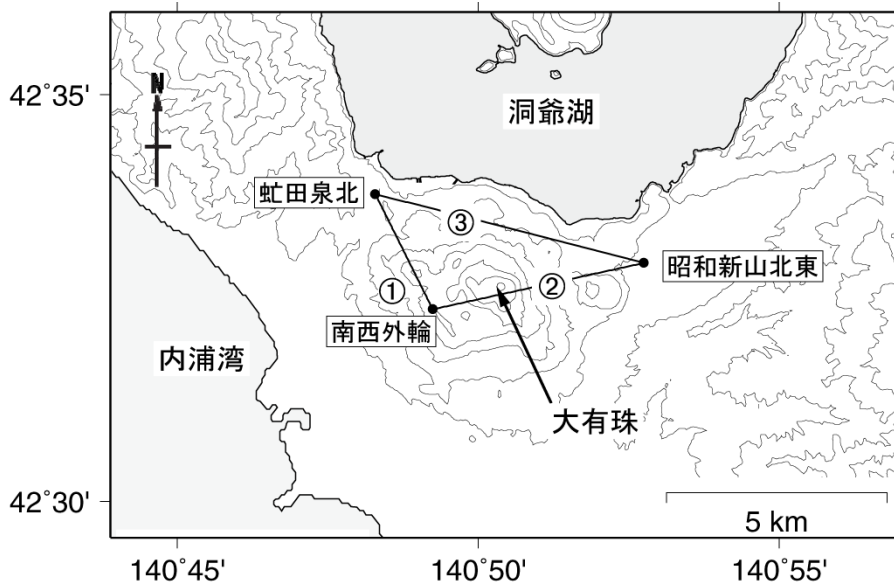 42˚35'
N
洞爺湖
虻田泉北
③
昭和新山北東
①
②
南西外輪
内浦湾
大有珠
42˚30'
5 km
140˚45'
140˚50'
140˚55'